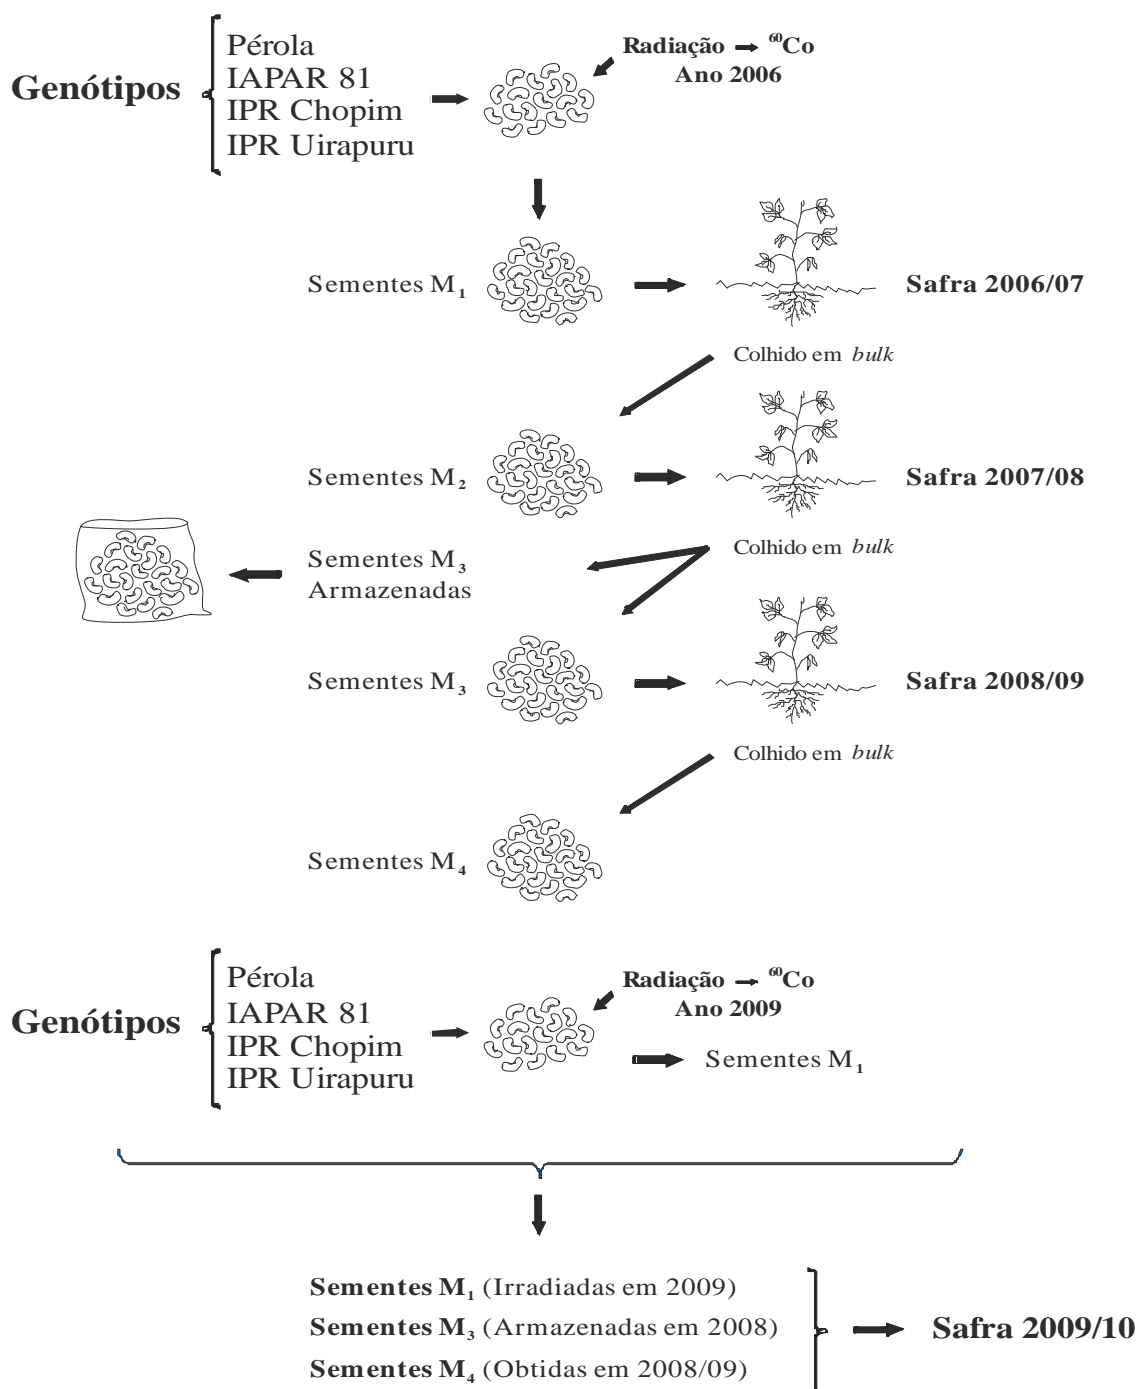 Genótipos
Pérola
IAPAR 81
IPR Chopim
IPR Uirapuru
Radiação → ⁶⁰Co
Ano 2006
Sementes M₁
Safra 2006/07
Colhido em bulk
Sementes M₂
Safra 2007/08
Colhido em bulk
Sementes M₃
Armazenadas
Sementes M₃
Safra 2008/09
Colhido em bulk
Sementes M₄
Genótipos
Pérola
IAPAR 81
IPR Chopim
IPR Uirapuru
Radiação → ⁶⁰Co
Ano 2009
Sementes M₁
Sementes M₁ (Irradiadas em 2009)
Sementes M₃ (Armazenadas em 2008)
Sementes M₄ (Obtidas em 2008/09)
Safra 2009/10